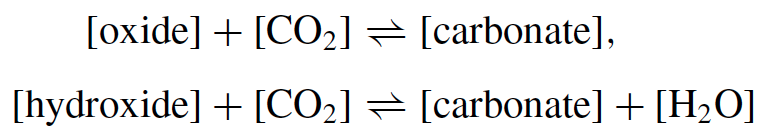 [oxide] + [CO₂] ⇌ [carbonate],
[hydroxide] + [CO₂] ⇌ [carbonate] + [H₂O]